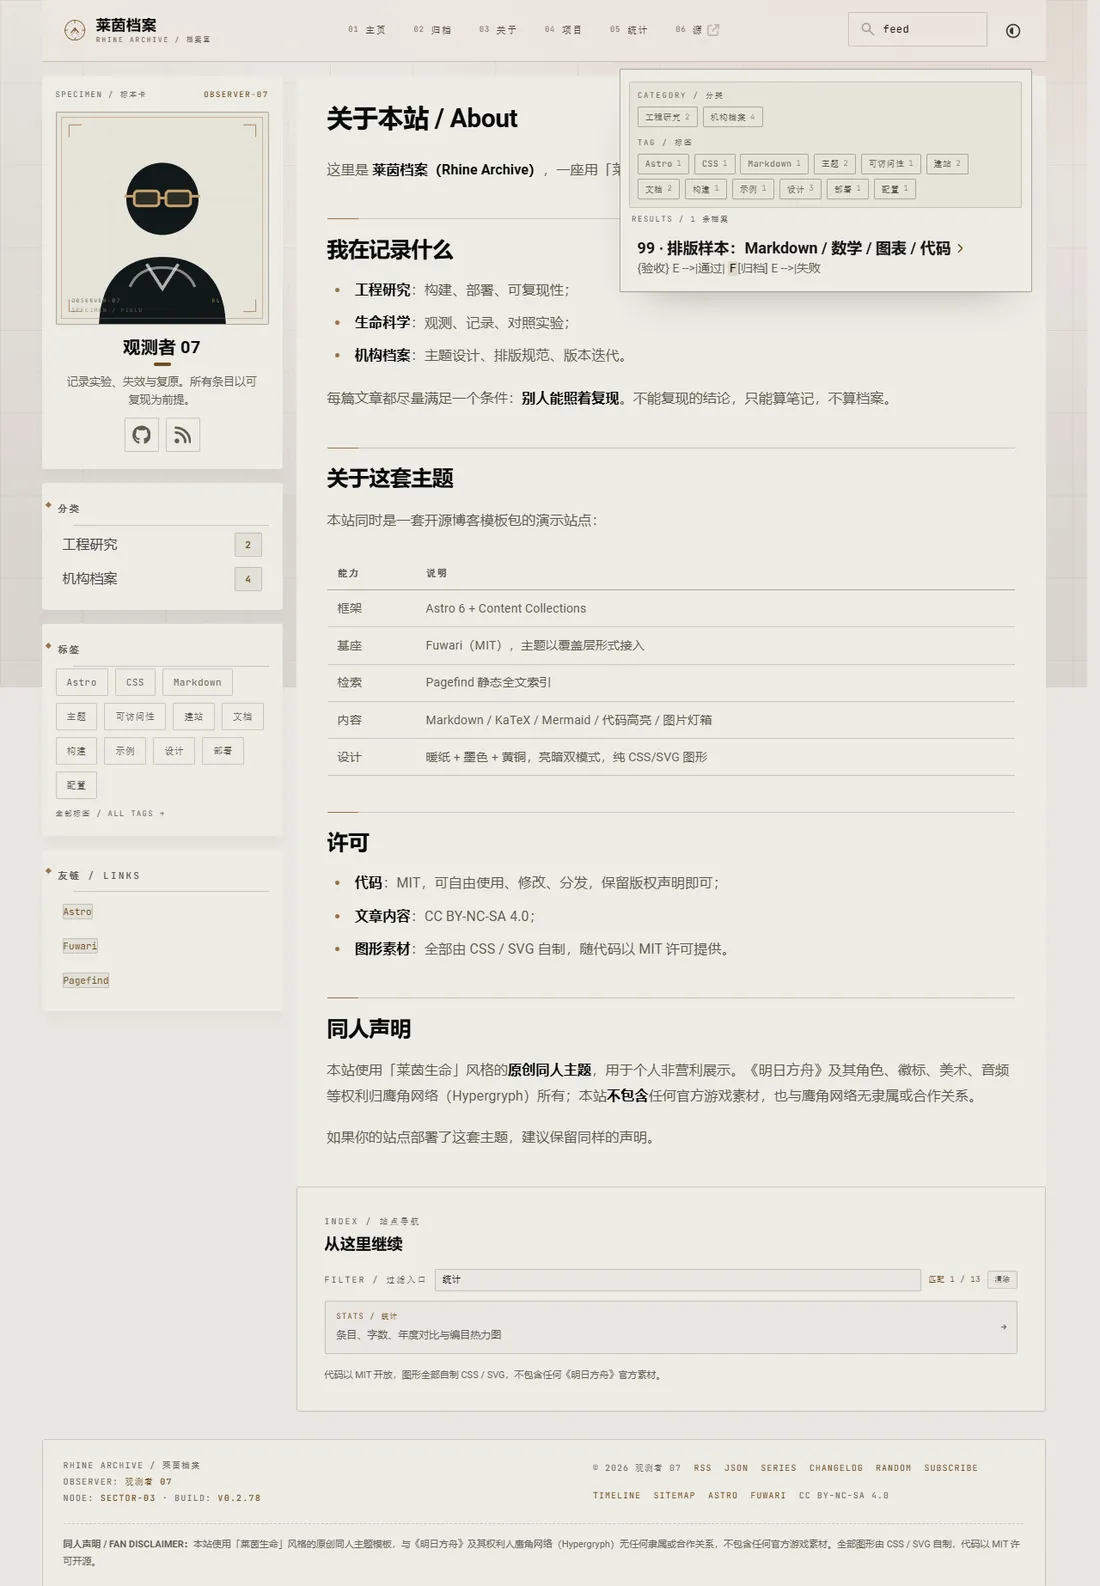 莱茵档案
RHINE ARCHIVE / 档案室
01 主页 02 归档 03 关于 04 项目 05 统计 06 源
feed
SPECIMEN / 标本卡 OBSERVER-07
OBSERVER-07
SPECIMEN / FIELD
观测者 07
记录实验、失效与复原。所有条目以可
复现为前提。
分类
工程研究 2
机构档案 4
标签
Astro CSS Markdown
主题 可访问性 建站 文档
构建 示例 设计 部署
配置
全部标签 / ALL TAGS →
友链 / LINKS
Astro
Fuwari
Pagefind
CATEGORY / 分类
工程研究 2 机构档案 4
TAG / 标签
Astro 1 CSS 1 Markdown 1 主题 2 可访问性 1 建站 2
文档 2 构建 1 示例 1 设计 3 部署 1 配置 1
RESULTS / 1 条档案
99 · 排版样本：Markdown / 数学 / 图表 / 代码
{验收} E -->|通过| F[归档] E -->|失败
关于本站 / About
这里是 莱茵档案（Rhine Archive），一座用「莱
我在记录什么
工程研究：构建、部署、可复现性；
生命科学：观测、记录、对照实验；
机构档案：主题设计、排版规范、版本迭代。
每篇文章都尽量满足一个条件：别人能照着复现。不能复现的结论，只能算笔记，不算档案。
关于这套主题
本站同时是一套开源博客模板包的演示站点：
能力 说明
框架 Astro 6 + Content Collections
基座 Fuwari（MIT），主题以覆盖层形式接入
检索 Pagefind 静态全文索引
内容 Markdown / KaTeX / Mermaid / 代码高亮 / 图片灯箱
设计 暖纸 + 墨色 + 黄铜，亮暗双模式，纯 CSS/SVG 图形
许可
代码：MIT，可自由使用、修改、分发，保留版权声明即可；
文章内容：CC BY-NC-SA 4.0；
图形素材：全部由 CSS / SVG 自制，随代码以 MIT 许可提供。
同人声明
本站使用「莱茵生命」风格的原创同人主题，用于个人非营利展示。《明日方舟》及其角色、徽标、美术、音频
等权利归鹰角网络（Hypergryph）所有；本站不包含任何官方游戏素材，也与鹰角网络无隶属或合作关系。
如果你的站点部署了这套主题，建议保留同样的声明。
INDEX / 站点导航
从这里继续
FILTER / 过滤入口 统计 匹配 1 / 13 清除
STATS / 统计
条目、字数、年度对比与编目热力图 →
代码以 MIT 开放，图形全部自制 CSS / SVG，不包含任何《明日方舟》官方素材。
RHINE ARCHIVE / 莱茵档案
OBSERVER: 观测者 07
NODE: SECTOR-03 · BUILD: V0.2.78
© 2026 观测者 07 RSS JSON SERIES CHANGELOG RANDOM SUBSCRIBE
TIMELINE SITEMAP ASTRO FUWARI CC BY-NC-SA 4.0
同人声明 / FAN DISCLAIMER：本站使用「莱茵生命」风格的原创同人主题模板，与《明日方舟》及其权利人鹰角网络（Hypergryph）无任何隶属或合作关系，不包含任何官方游戏素材。全部图形由 CSS / SVG 自制，代码以 MIT 许
可开源。